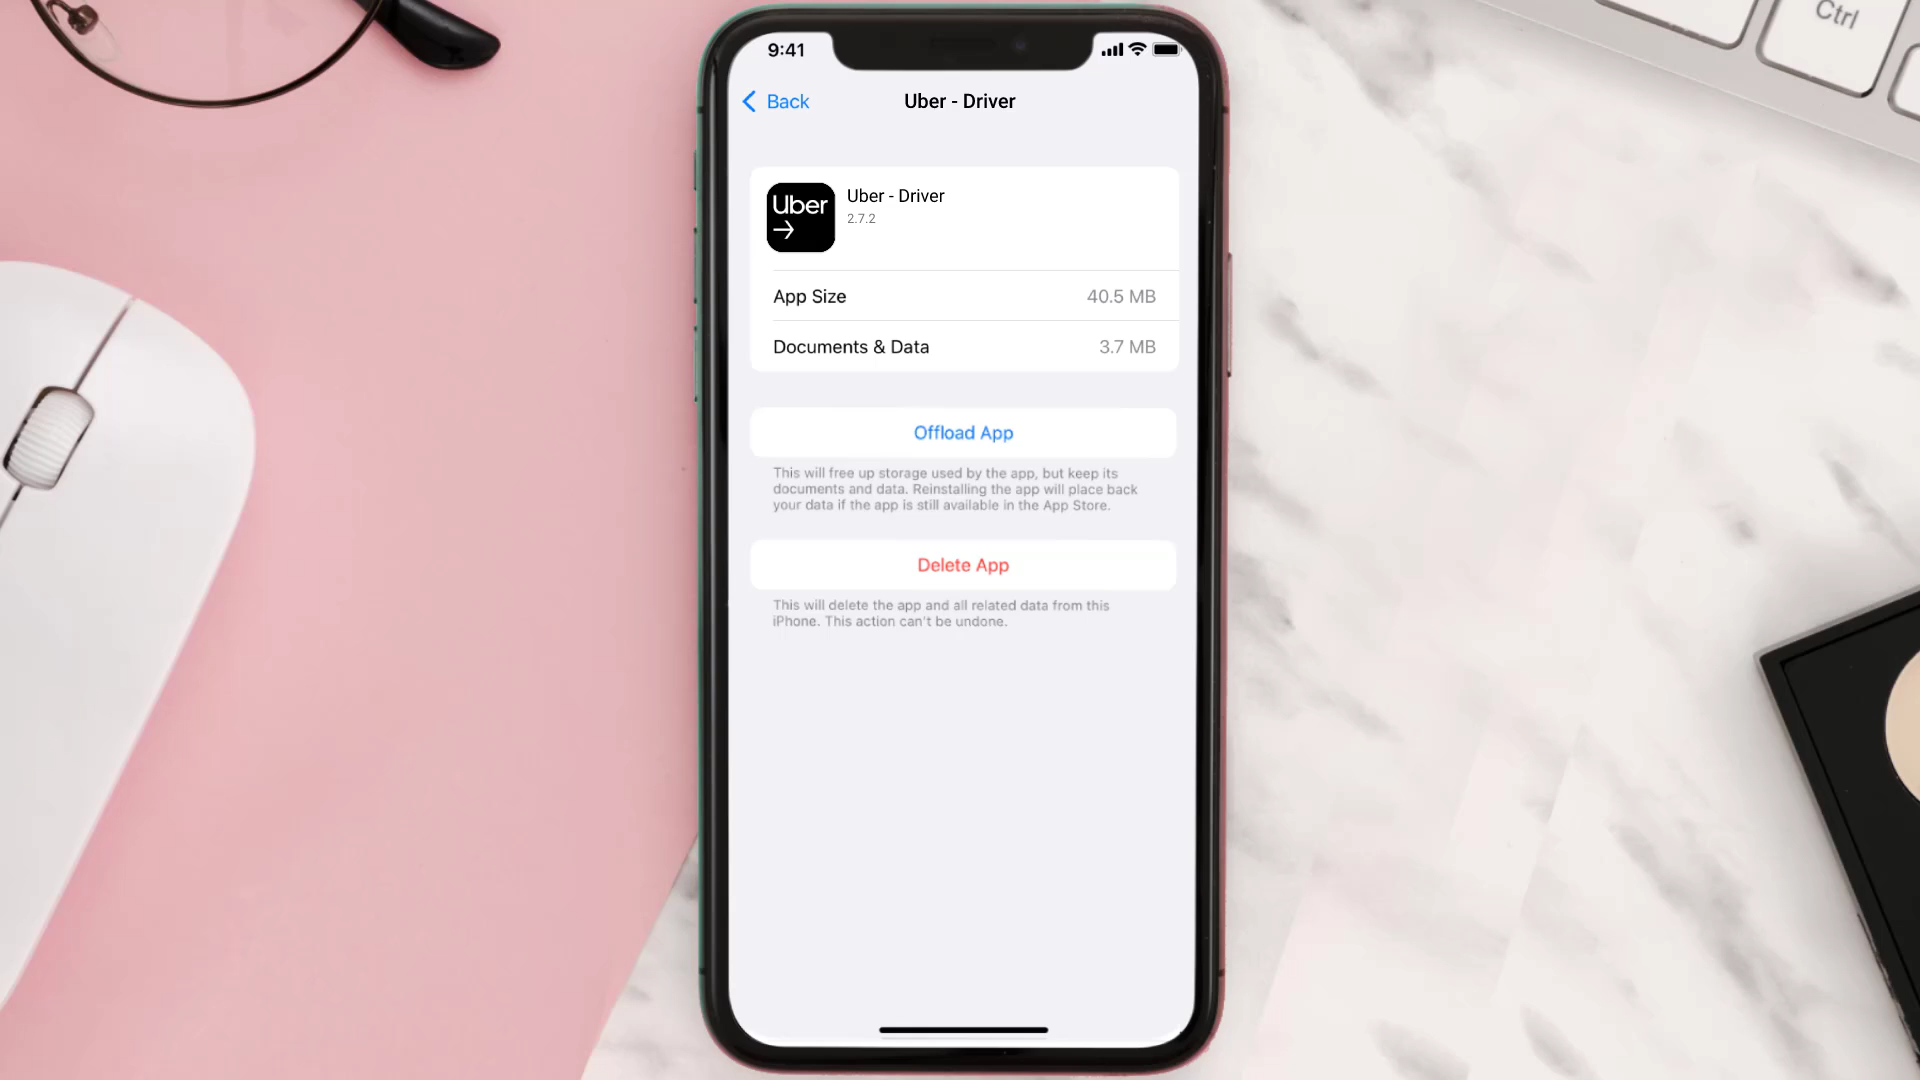 Ctrl
9:41
Back
Uber - Driver
Uber
Uber - Driver
2.7.2
App Size
40.5 MB
Documents & Data
3.7 MB
Offload App
This will free up storage used by the app, but keep its
documents and data. Reinstalling the app will place back
your data if the app is still available in the App Store.
Delete App
This will delete the app and all related data from this
iPhone. This action can't be undone.